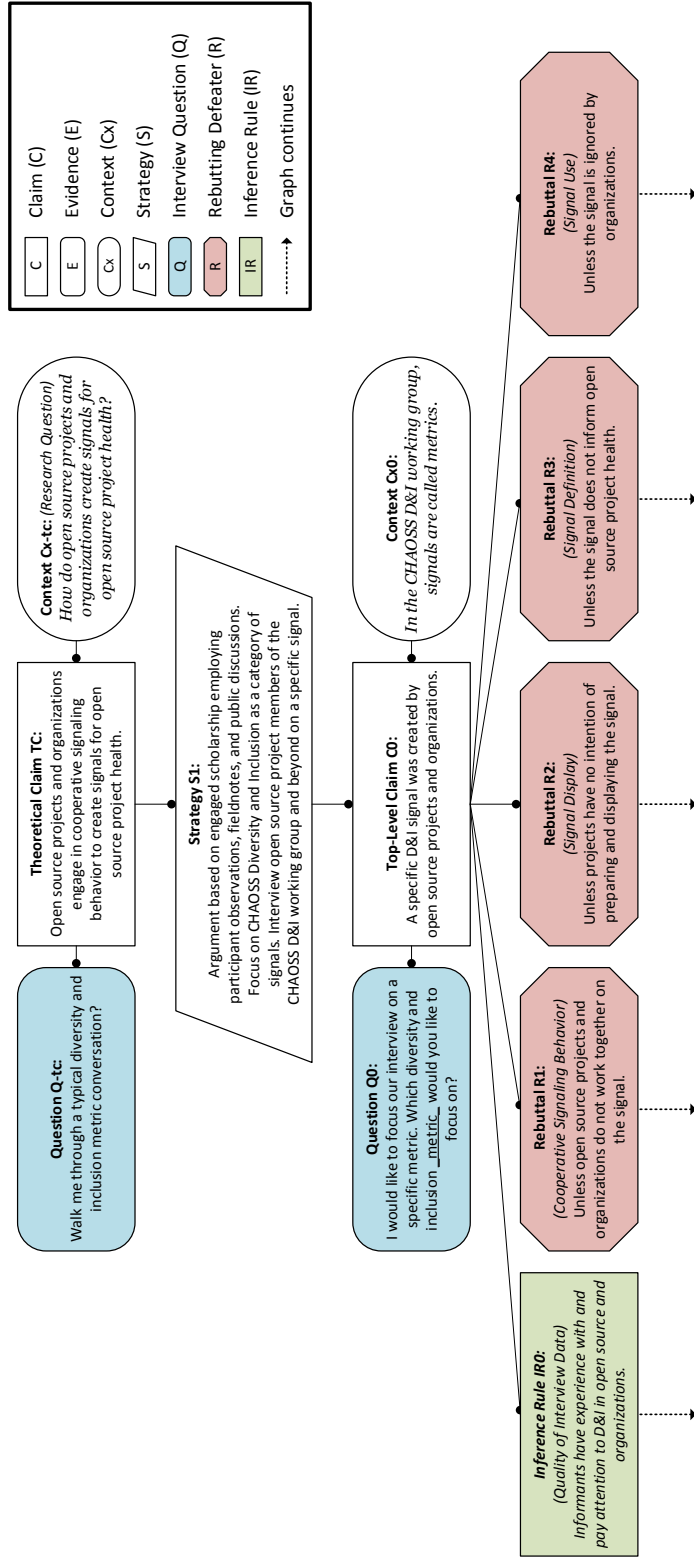 Question Q-tc:
Walk me through a typical diversity and
inclusion metric conversation?
Theoretical Claim TC:
Open source projects and organizations
engage in cooperative signaling
behavior to create signals for open
source project health.
Context Cx-tc: (Research Question)
How do open source projects and
organizations create signals for
open source project health?
C
Claim (C)
E
Evidence (E)
Cx
Context (Cx)
S
Strategy (S)
Q
Interview Question (Q)
R
Rebutting Defeater (R)
IR
Inference Rule (IR)
Graph continues
Strategy S1:
Argument based on engaged scholarship employing
participant observations, fieldnotes, and public discussions.
Focus on CHAOSS Diversity and Inclusion as a category of
signals. Interview open source project members of the
CHAOSS D&I working group and beyond on a specific signal.
Question Q0:
I would like to focus our interview on a
specific metric. Which diversity and
inclusion _metric_ would you like to
focus on?
Top-Level Claim C0:
A specific D&I signal was created by
open source projects and organizations.
Context Cx0:
In the CHAOSS D&I working group,
signals are called metrics.
Inference Rule IR0:
(Quality of Interview Data)
Informants have experience with and
pay attention to D&I in open source and
organizations.
Rebuttal R1:
(Cooperative Signaling Behavior)
Unless open source projects and
organizations do not work together on
the signal.
Rebuttal R2:
(Signal Display)
Unless projects have no intention of
preparing and displaying the signal.
Rebuttal R3:
(Signal Definition)
Unless the signal does not inform open
source project health.
Rebuttal R4:
(Signal Use)
Unless the signal is ignored by
organizations.